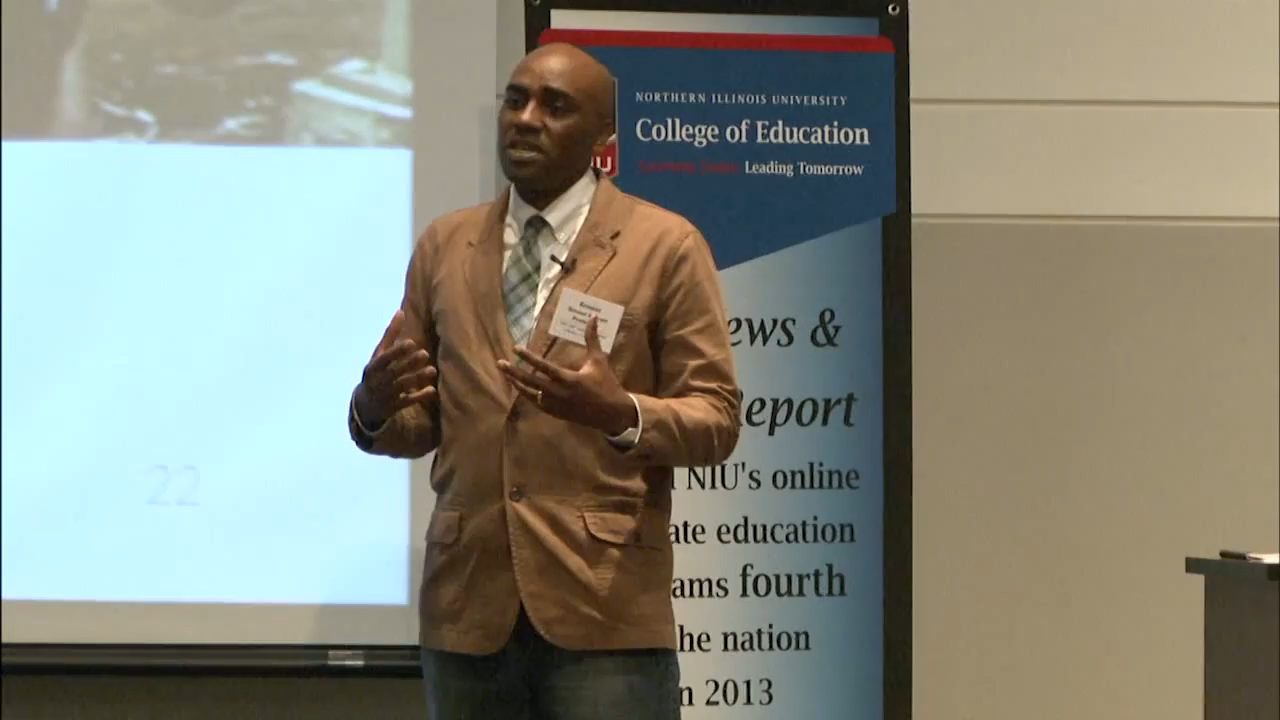 22
NORTHERN ILLINOIS UNIVERSITY
College of Education
Leading Tomorrow
ews &
eport
NIU's online
ate education
ams fourth
he nation
n 2013